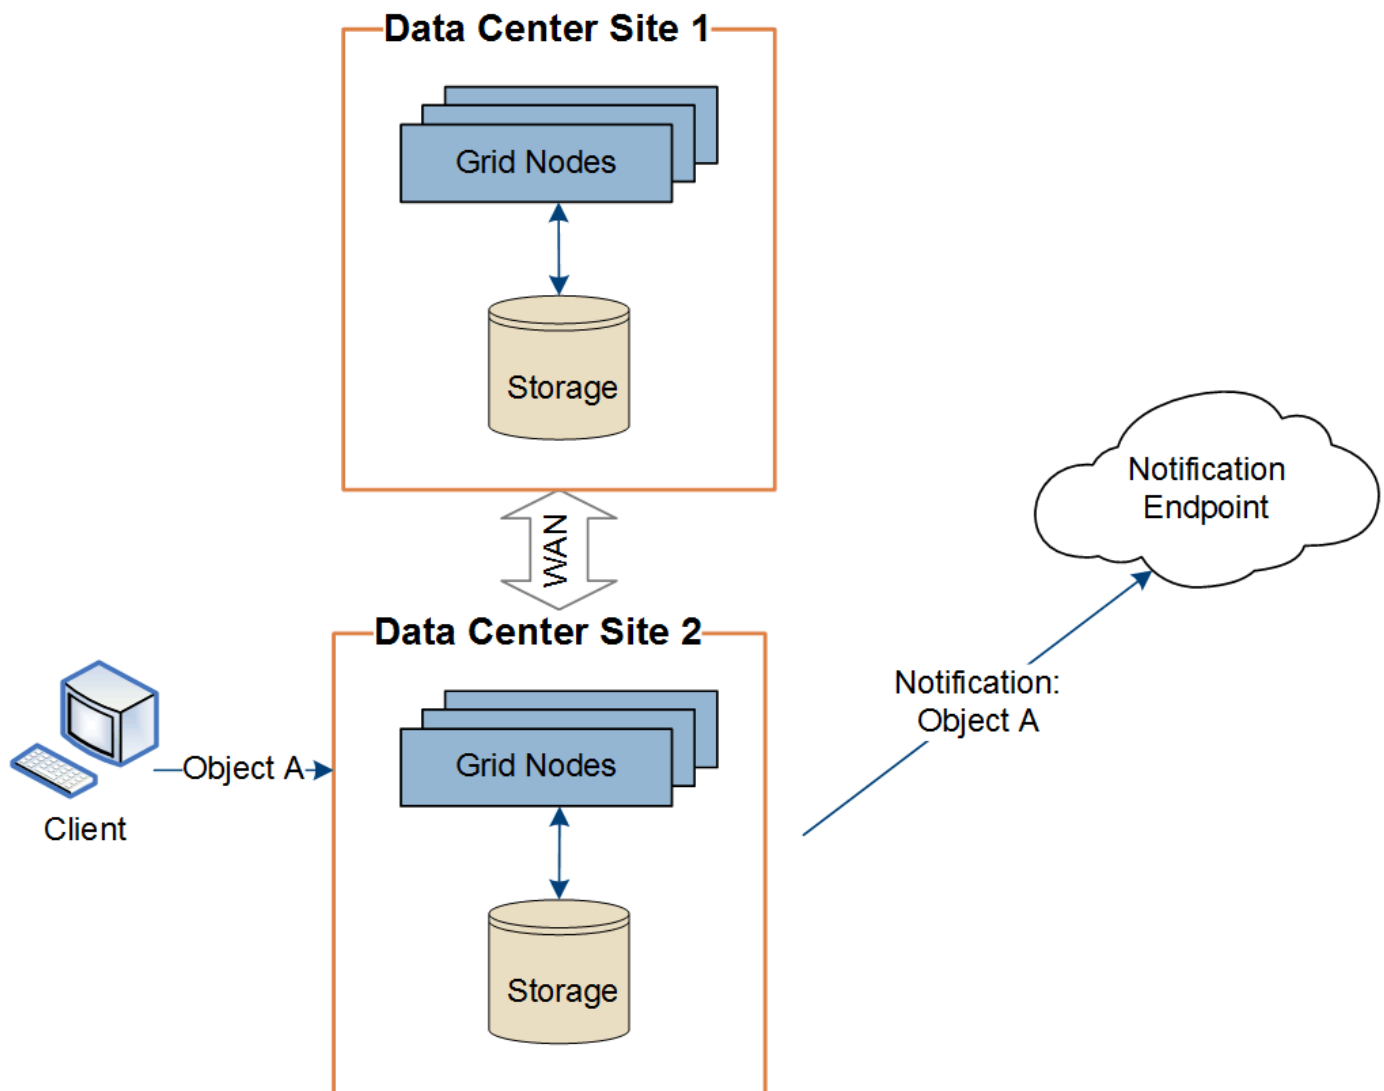 Data Center Site 1
Grid Nodes
Storage
Notification
Endpoint
WAN
Data Center Site 2
Notification:
Object A
Grid Nodes
Object A
Client
Storage